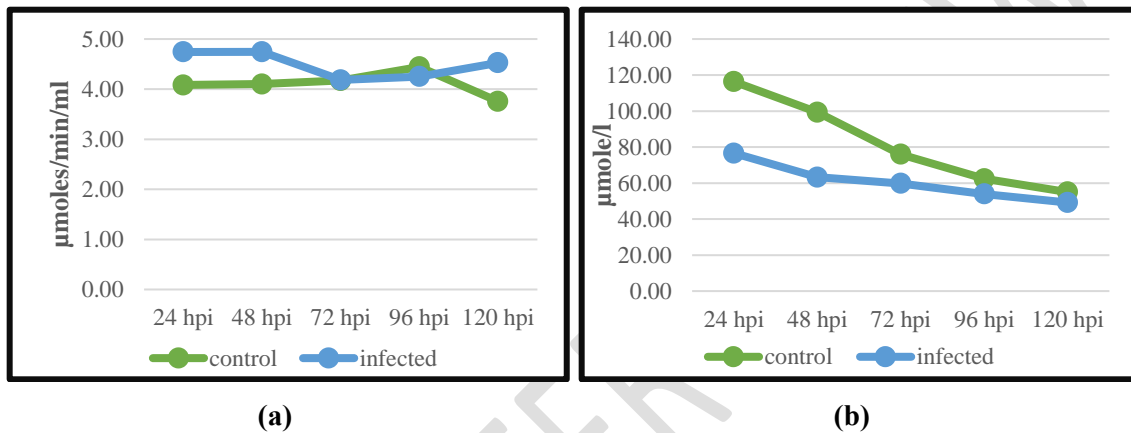 5.00
4.00
3.00
2.00
1.00
0.00
µmoles/min/ml
24 hpi 48 hpi 72 hpi 96 hpi 120 hpi
control infected
(a)
140.00
120.00
100.00
80.00
60.00
40.00
20.00
0.00
µmole/l
24 hpi 48 hpi 72 hpi 96 hpi 120 hpi
control infected
(b)